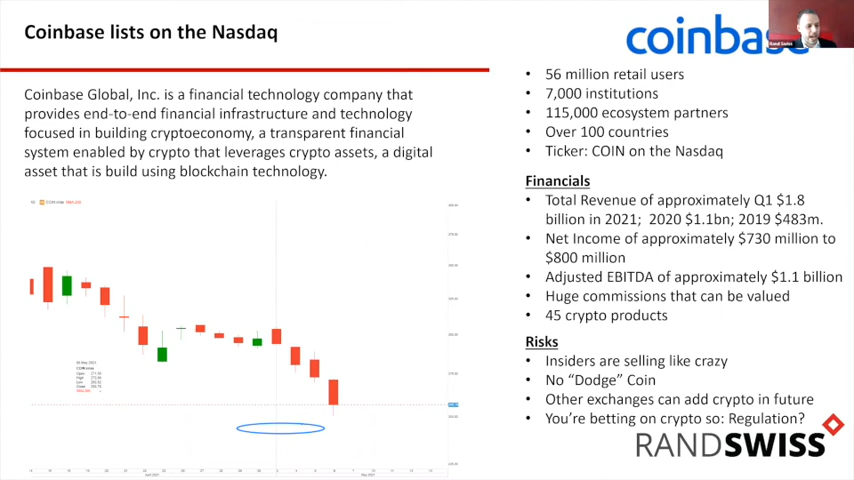 Coinbase lists on the Nasdaq
coinbase
Rand Swiss
Coinbase Global, Inc. is a financial technology company that
provides end-to-end financial infrastructure and technology
focused in building cryptoeconomy, a transparent financial
system enabled by crypto that leverages crypto assets, a digital
asset that is build using blockchain technology.
• 56 million retail users
• 7,000 institutions
• 115,000 ecosystem partners
• Over 100 countries
• Ticker: COIN on the Nasdaq
Financials
• Total Revenue of approximately Q1 $1.8
billion in 2021; 2020 $1.1bn; 2019 $483m.
• Net Income of approximately $730 million to
$800 million
• Adjusted EBITDA of approximately $1.1 billion
• Huge commissions that can be valued
• 45 crypto products
Risks
• Insiders are selling like crazy
• No “Dodge” Coin
• Other exchanges can add crypto in future
• You’re betting on crypto so: Regulation?
RANDSWISS